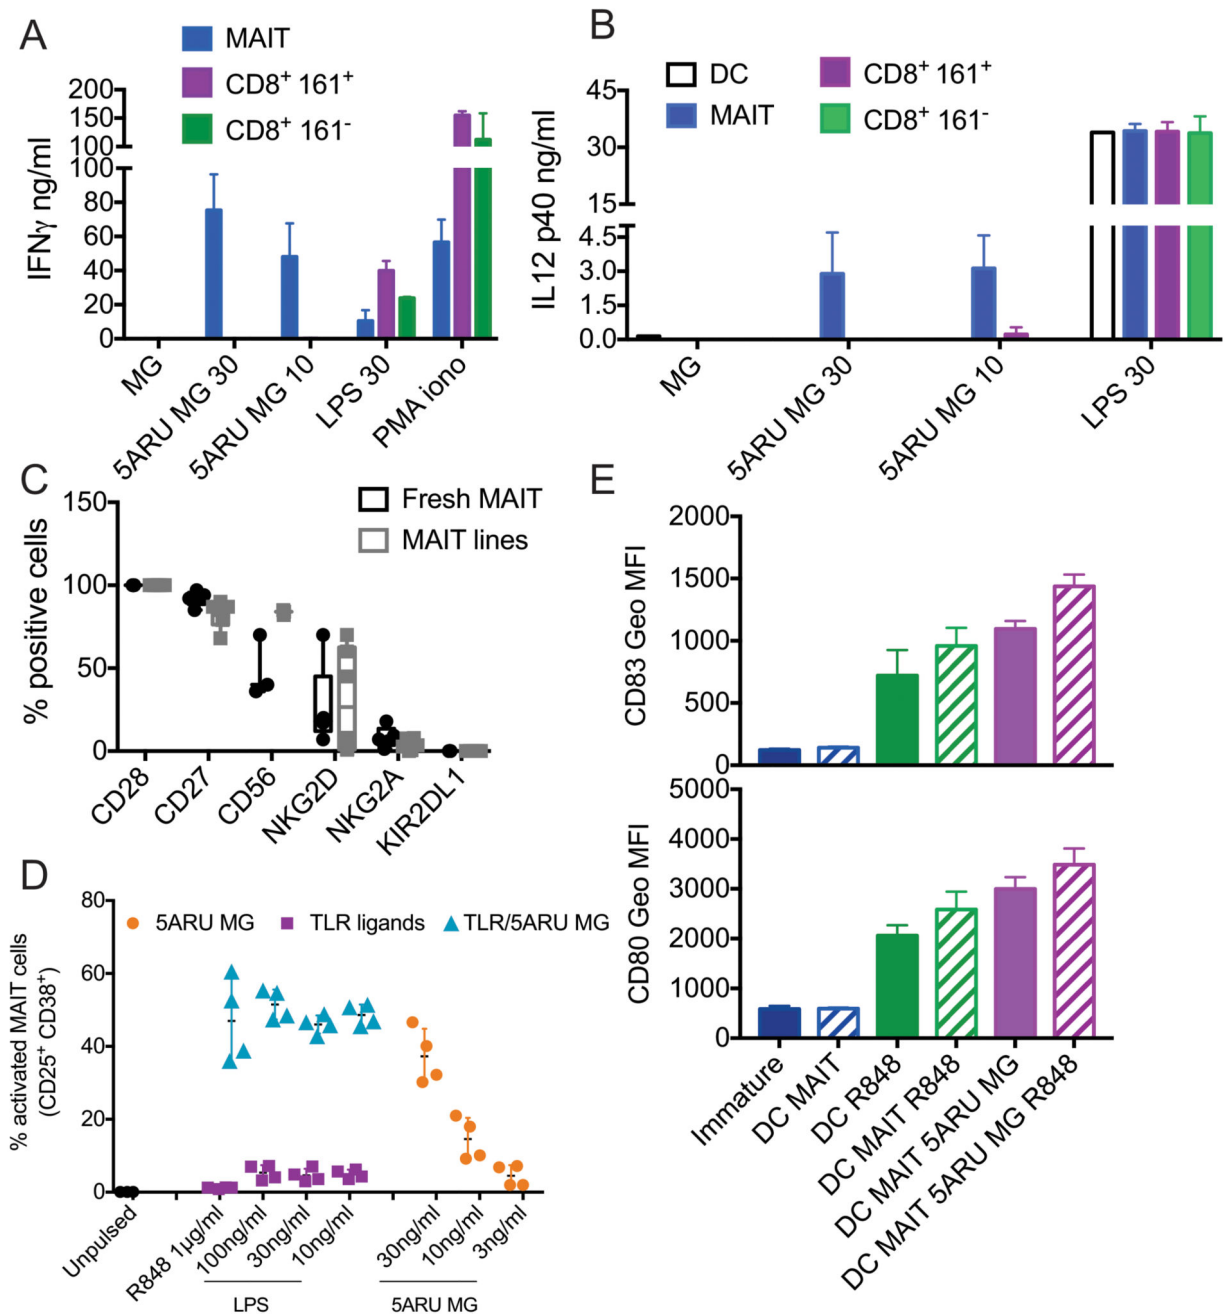 A
MAIT
CD8+ 161+
CD8+ 161-
IFNγ ng/ml
200
150
100
100
80
60
40
20
0
MG
5ARU MG 30
5ARU MG 10
LPS 30
PMA iono
B
DC
MAIT
CD8+ 161+
CD8+ 161-
IL12 p40 ng/ml
45
30
15
4.5
3.0
1.5
0.0
MG
5ARU MG 30
5ARU MG 10
LPS 30
C
Fresh MAIT
MAIT lines
% positive cells
150
100
50
0
CD28
CD27
CD56
NKG2D
NKG2A
KIR2DL1
D
5ARU MG
TLR ligands
TLR/5ARU MG
% activated MAIT cells
(CD25+ CD38+)
80
60
40
20
0
Unpulsed
R848 1μg/ml
100ng/ml
30ng/ml
10ng/ml
LPS
30ng/ml
10ng/ml
3ng/ml
5ARU MG
E
CD83 Geo MFI
2000
1500
1000
500
0
CD80 Geo MFI
5000
4000
3000
2000
1000
0
Immature
DC MAIT
DC R848
DC MAIT R848
DC MAIT 5ARU MG
DC MAIT 5ARU MG R848